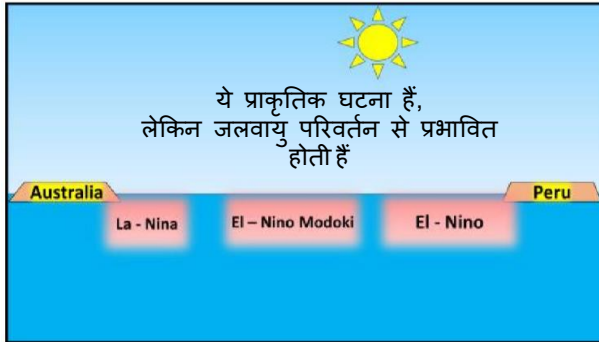 ये प्राकृतिक घटना हैं,
लेकिन जलवायु परिवर्तन से प्रभावित
होती हैं
Australia
Peru
La - Nina
El – Nino Modoki
El - Nino